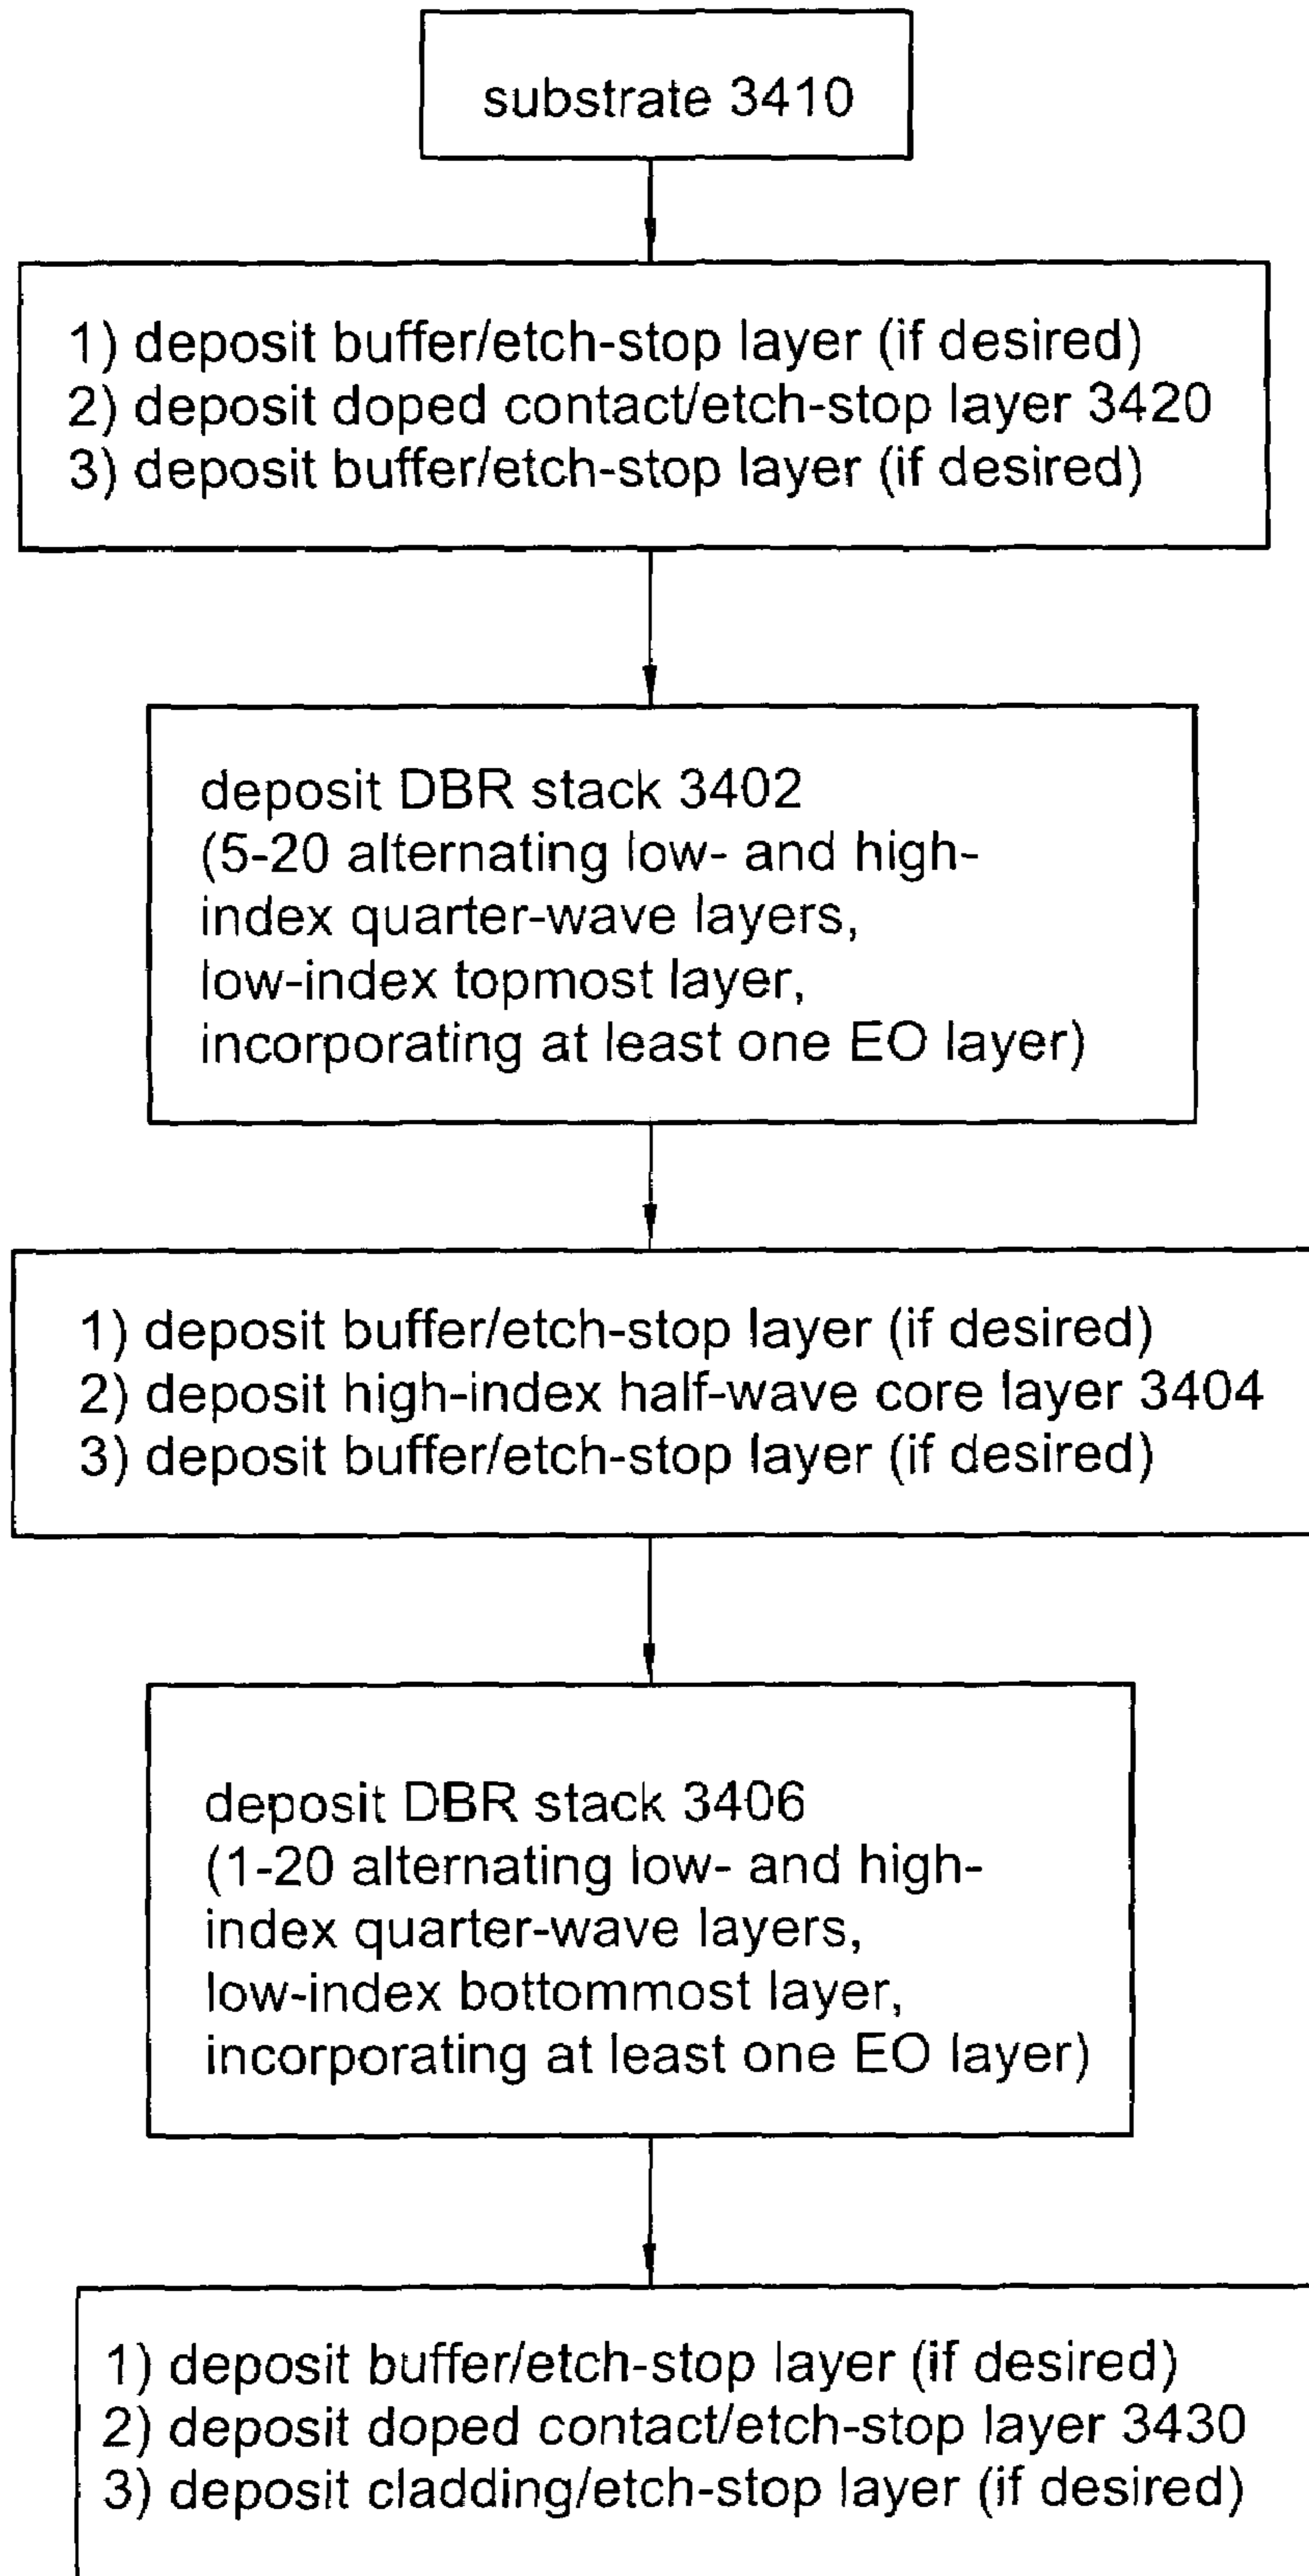 substrate 3410
1) deposit buffer/etch-stop layer (if desired)
2) deposit doped contact/etch-stop layer 3420
3) deposit buffer/etch-stop layer (if desired)
deposit DBR stack 3402
(5-20 alternating low- and high-
index quarter-wave layers,
low-index topmost layer,
incorporating at least one EO layer)
1) deposit buffer/etch-stop layer (if desired)
2) deposit high-index half-wave core layer 3404
3) deposit buffer/etch-stop layer (if desired)
deposit DBR stack 3406
(1-20 alternating low- and high-
index quarter-wave layers,
low-index bottommost layer,
incorporating at least one EO layer)
1) deposit buffer/etch-stop layer (if desired)
2) deposit doped contact/etch-stop layer 3430
3) deposit cladding/etch-stop layer (if desired)